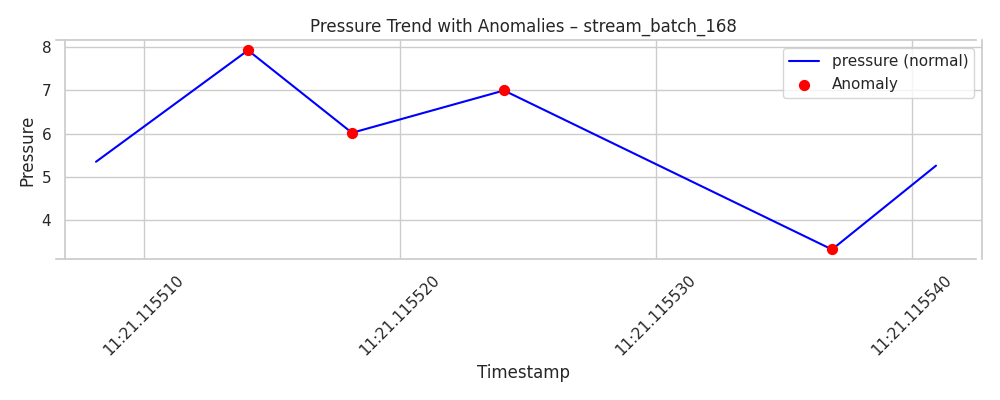 Pressure Trend with Anomalies – stream_batch_168
pressure (normal)
Anomaly
Pressure
8
7
6
5
4
11:21.115510
11:21.115520
11:21.115530
11:21.115540
Timestamp